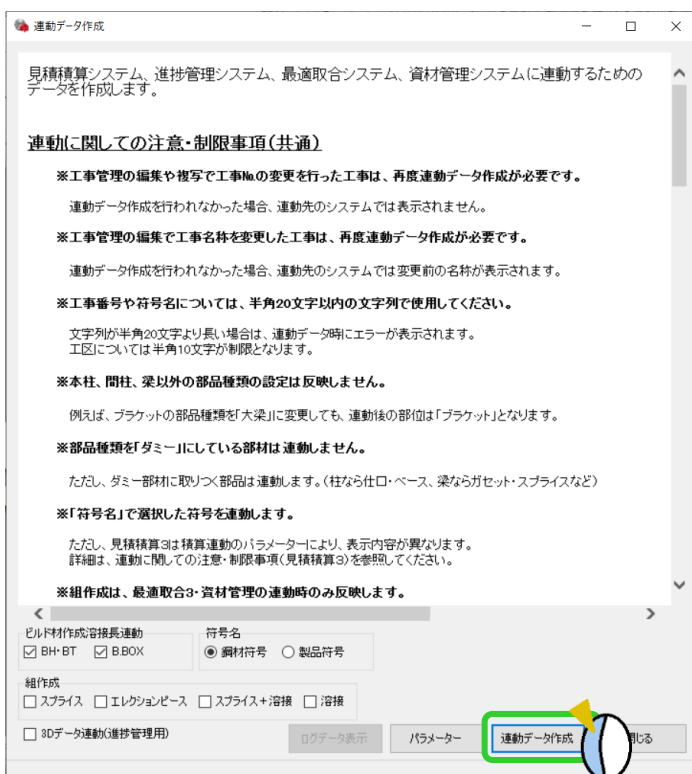 連動データ作成
見積積算システム、進捗管理システム、最適取合システム、資材管理システムに連動するための
データを作成します。
連動に関しての注意・制限事項(共通)
※工事管理の編集や複写で工事№の変更を行った工事は、再度連動データ作成が必要です。
連動データ作成を行われなかった場合、連動先のシステムでは表示されません。
※工事管理の編集で工事名称を変更した工事は、再度連動データ作成が必要です。
連動データ作成を行われなかった場合、連動先のシステムでは変更前の名称が表示されます。
※工事番号や符号名については、半角20文字以内の文字列で使用してください。
文字列が半角20文字より長い場合は、連動データ時にエラーが表示されます。
工区については半角10文字が制限となります。
※本柱、間柱、梁以外の部品種類の設定は反映しません。
例えば、ブラケットの部品種類を「大梁」に変更しても、連動後の部位は「ブラケット」となります。
※部品種類を「ダミー」にしている部材は連動しません。
ただし、ダミー部材に取りつく部品は連動します。(柱なら仕口・ベース、梁ならガセット・スプライスなど)
※「符号名」で選択した符号を連動します。
ただし、見積積算3は積算連動のパラメーターにより、表示内容が異なります。
詳細は、連動に関しての注意・制限事項(見積積算3)を参照してください。
※組作成は、最適取合3・資材管理の連動時のみ反映します。
ビルド材作成溶接長連動 符号名
BH・BT B.BOX 鋼材符号 製品符号
組作成
スプライス エレクションピース スプライス+溶接 溶接
3Dデータ連動(進捗管理用) ログデータ表示 パラメーター 連動データ作成 じる